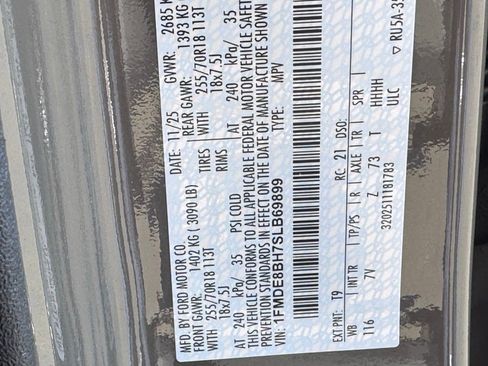 MFD. BY FORD MOTOR CO.
DATE: 11/25 GVWR: 2685 K
FRONT GAWR: 1402 KG ( 3090 LB) REAR GAWR: 1393 KG
WITH 255/70R18 113T TIRES WITH 255/70R18 113T
18x7.5J RIMS 18x7.5J
AT 240 kPa/ 35 PSI COLD AT 240 kPa/ 35
THIS VEHICLE CONFORMS TO ALL APPLICABLE FEDERAL MOTOR VEHICLE SAFET
PREVENTION STANDARDS IN EFFECT ON THE DATE OF MANUFACTURE SHOWN
VIN: 1FMDE8BH7SLB69899 TYPE: MPV
EXT PNT: T9 RC: 21 DSO:
WB INT TR TP/PS R AXLE TR SPR
116 7V Z 73 T HHHH
3202511181783 ULC
▽ RU5A-35